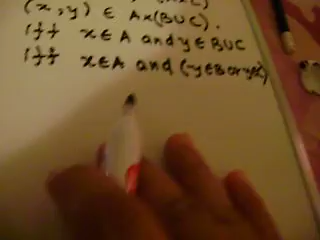 (x,y) ∈ A×(B∪C).
iff x∈A and y∈B∪C
iff x∈A and (y∈B or y∈C)